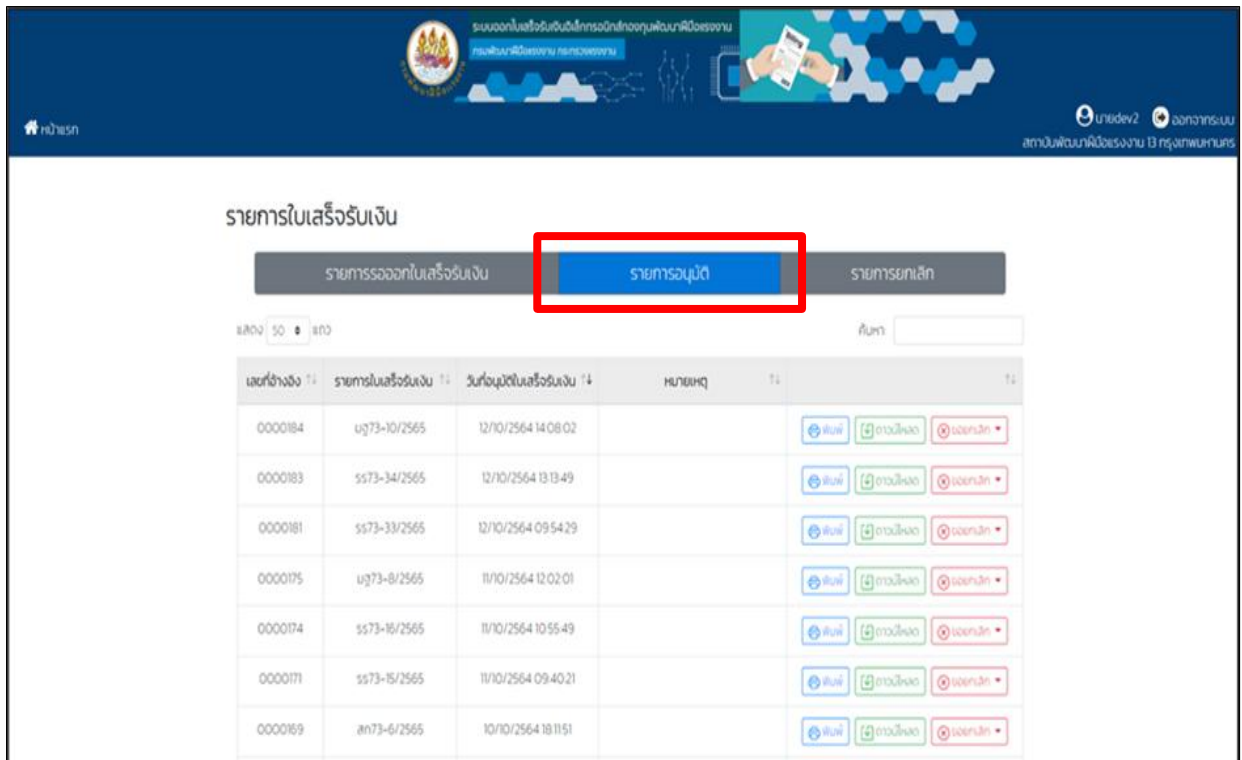 ระบบออกใบเสร็จรับเงินอิเล็กทรอนิกส์กองทุนพัฒนาฝีมือแรงงาน
กรมพัฒนาฝีมือแรงงาน กระทรวงแรงงาน
หน้าแรก
นายdev2 ออกจากระบบ
สถาบันพัฒนาฝีมือแรงงาน 13 กรุงเทพมหานคร
รายการใบเสร็จรับเงิน
รายการรอออกใบเสร็จรับเงิน รายการอนุมัติ รายการยกเลิก
แสดง 50 แถว ค้นหา
เลขที่อ้างอิง รายการใบเสร็จรับเงิน วันที่อนุมัติใบเสร็จรับเงิน หมายเหตุ
0000184 มฐ73-10/2565 12/10/2564 14:08:02 พิมพ์ ดาวน์โหลด ขอยกเลิก
0000183 รร73-34/2565 12/10/2564 13:13:49 พิมพ์ ดาวน์โหลด ขอยกเลิก
0000181 รร73-33/2565 12/10/2564 09:54:29 พิมพ์ ดาวน์โหลด ขอยกเลิก
0000175 มฐ73-8/2565 11/10/2564 12:02:01 พิมพ์ ดาวน์โหลด ขอยกเลิก
0000174 รร73-16/2565 11/10/2564 10:55:49 พิมพ์ ดาวน์โหลด ขอยกเลิก
0000171 รร73-15/2565 11/10/2564 09:40:21 พิมพ์ ดาวน์โหลด ขอยกเลิก
0000169 สก73-6/2565 10/10/2564 18:11:51 พิมพ์ ดาวน์โหลด ขอยกเลิก